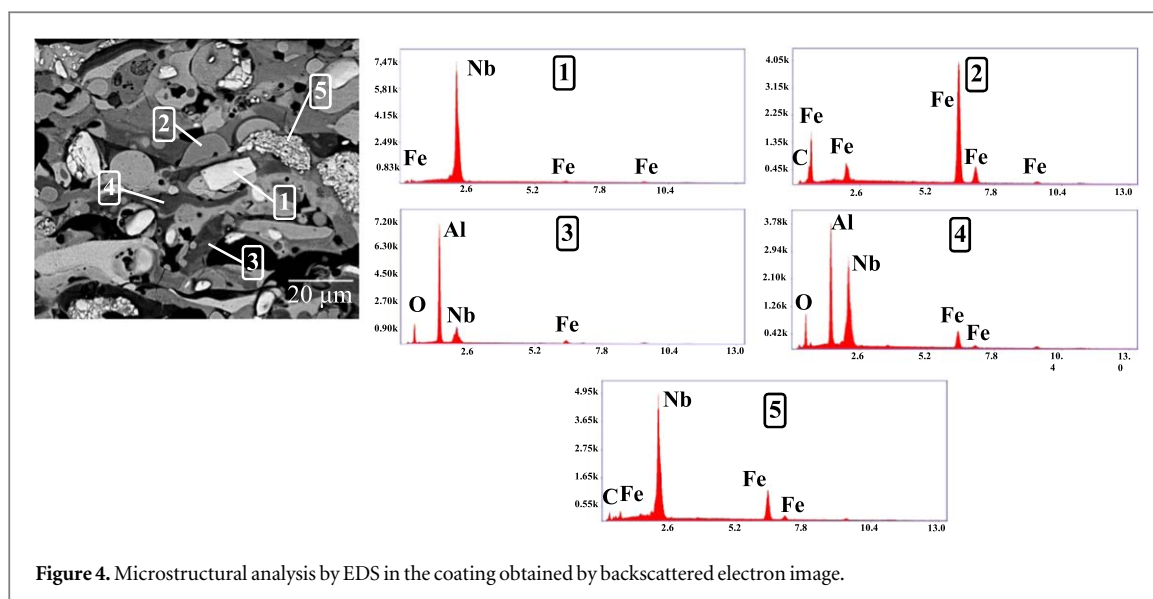 5
2
4
1
3
20 µm
7.47k
5.81k
4.15k
2.49k
0.83k
Nb
1
Fe
Fe
Fe
2.6 5.2 7.8 10.4
4.05k
3.15k
2.25k
1.35k
0.45k
2
Fe
Fe
Fe
C
Fe
Fe
2.6 5.2 7.8 10.4 13.0
7.20k
6.30k
4.50k
2.70k
0.90k
Al
3
O
Nb
Fe
2.6 5.2 7.8 10.4 13.0
3.78k
2.94k
2.10k
1.26k
0.42k
Al
4
Nb
O
Fe
Fe
2.6 5.2 7.8 10. 13.
4 0
4.95k
3.65k
2.75k
1.65k
0.55k
Nb
5
C
Fe
Fe
Fe
2.6 5.2 7.8 10.4 13.0
Figure 4. Microstructural analysis by EDS in the coating obtained by backscattered electron image.